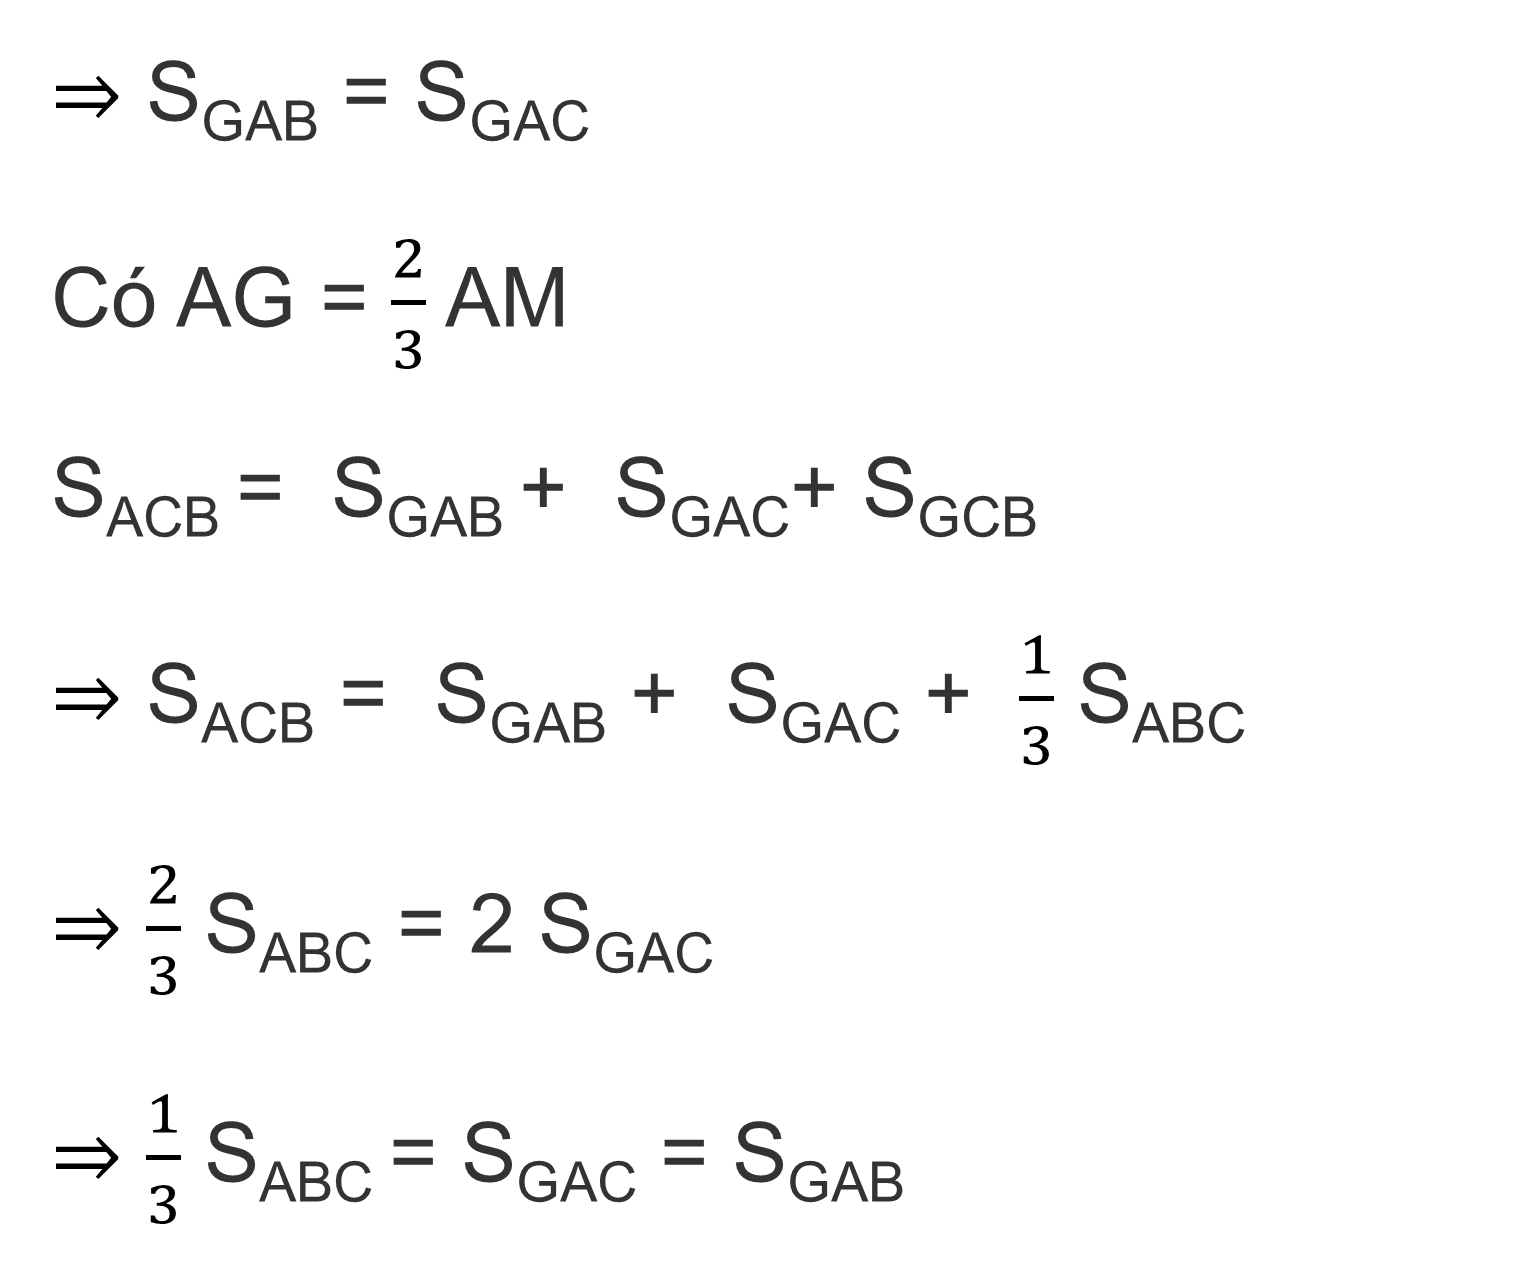 ⇒ S_GAB = S_GAC
Có AG = 2/3 AM
S_ACB = S_GAB + S_GAC + S_GCB
⇒ S_ACB = S_GAB + S_GAC + 1/3 S_ABC
⇒ 2/3 S_ABC = 2 S_GAC
⇒ 1/3 S_ABC = S_GAC = S_GAB